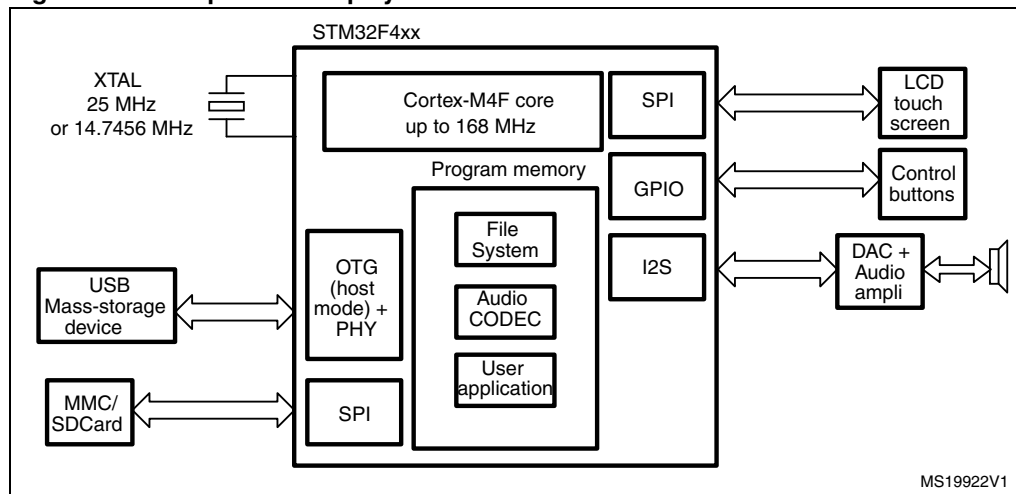 STM32F4xx
XTAL
25 MHz
or 14.7456 MHz
Cortex-M4F core
up to 168 MHz
SPI
LCD
touch
screen
Program memory
GPIO
Control
buttons
File
System
I2S
DAC +
Audio
ampli
OTG
(host
mode) +
PHY
USB
Mass-storage
device
Audio
CODEC
User
application
MMC/
SDCard
SPI
MS19922V1